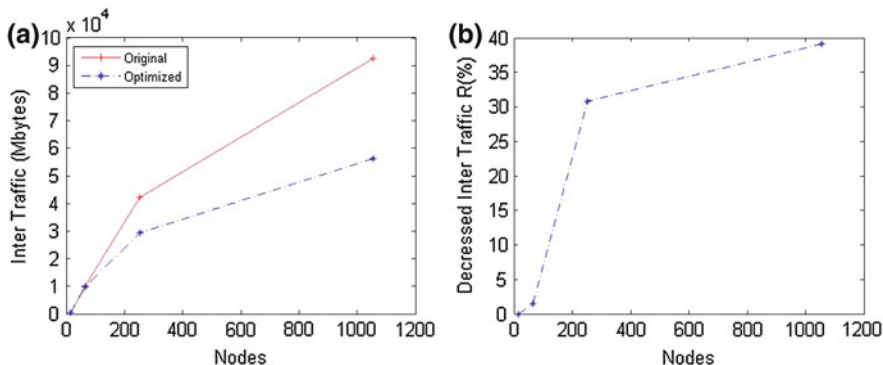 (a)
10 x 10⁴
9
8
7
6
5
4
3
2
1
0
Inter Traffic (Mbytes)
Original
Optimized
0 200 400 600 800 1000 1200
Nodes
(b)
40
35
30
25
20
15
10
5
0
Decressed Inter Traffic R(%)
0 200 400 600 800 1000 1200
Nodes